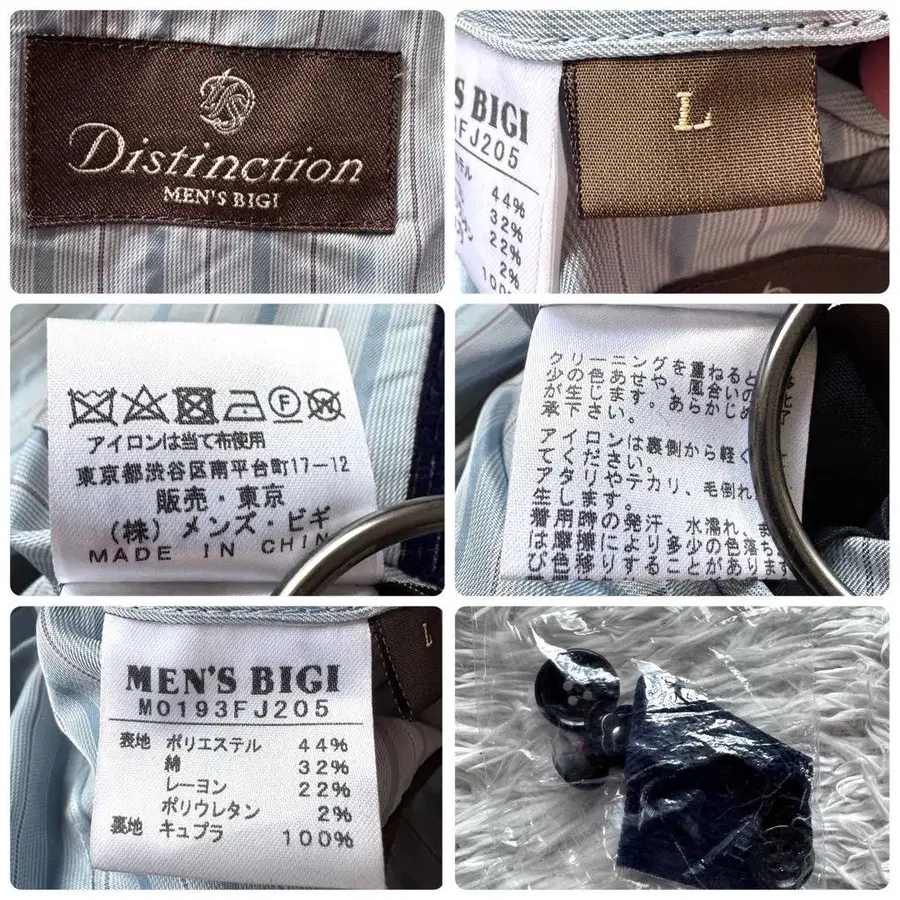 Distinction
MEN'S BIGI
S BIGI
FJ205
44%
32%
22%
2%
100%
L
アイロンは当て布使用
東京都渋谷区南平台町17-12
販売・東京
(株)メンズ・ビギ
MADE IN CHIN
クリーニングを重ねると
少の色あせや、風合いの
が生じます。あらかじめ
承下さい。
アイロンは裏側から軽く
てください。
アタリやテカリ、毛倒れ
生します。
着用時の発汗、水濡れ、ま
は摩擦により多少の色落ち
び色移りすることがあります
MEN'S BIGI
M0193FJ205
表地 ポリエステル 44%
綿 32%
レーヨン 22%
ポリウレタン 2%
裏地 キュプラ 100%
L